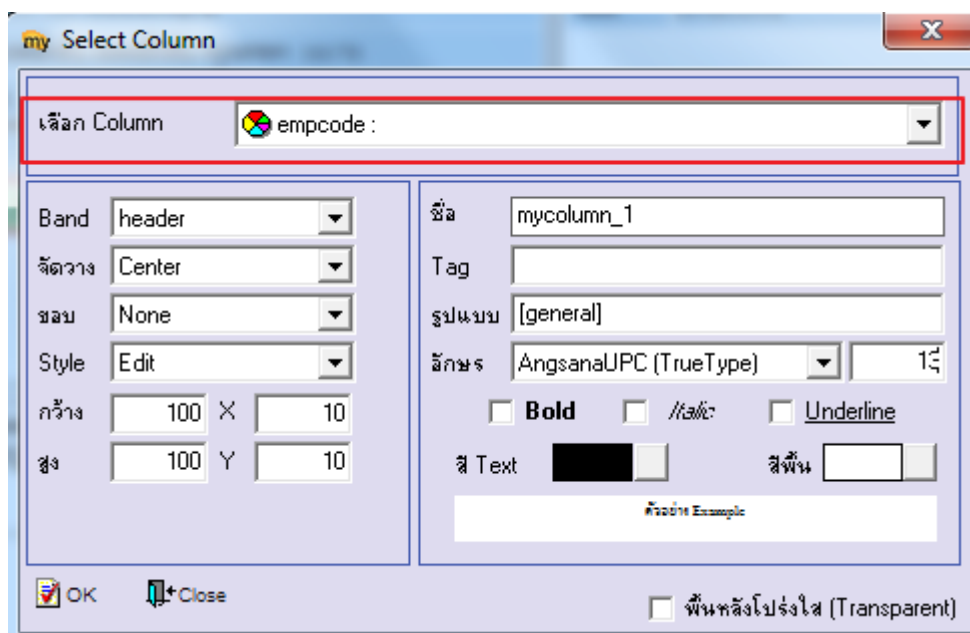 my Select Column
เลือก Column empcode :
Band header
จัดวาง Center
ขอบ None
Style Edit
กว้าง 100 X 10
สูง 100 Y 10
ชื่อ mycolumn_1
Tag
รูปแบบ [general]
อักษร AngsanaUPC (TrueType)
Bold Italic Underline
สี Text สีพื้น
ตัวอย่าง Example
OK Close
พื้นหลังโปร่งใส (Transparent)